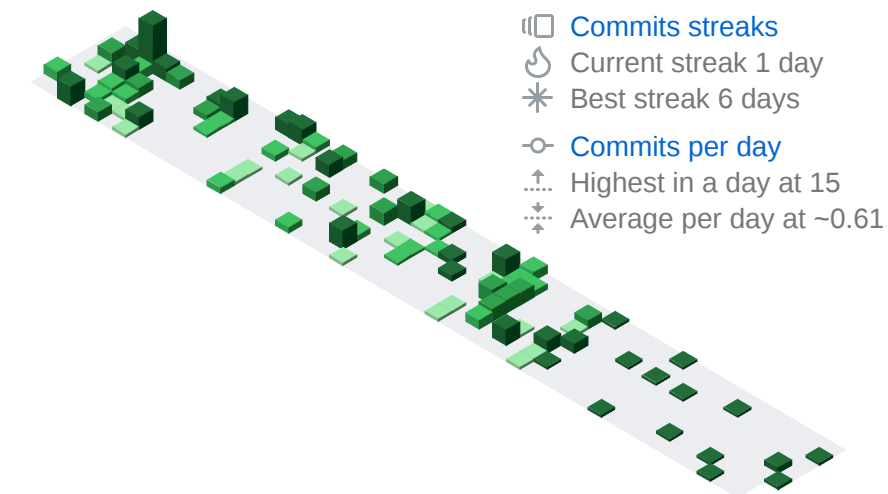 Commits streaks
Current streak 1 day
Best streak 6 days
Commits per day
Highest in a day at 15
Average per day at ~0.61